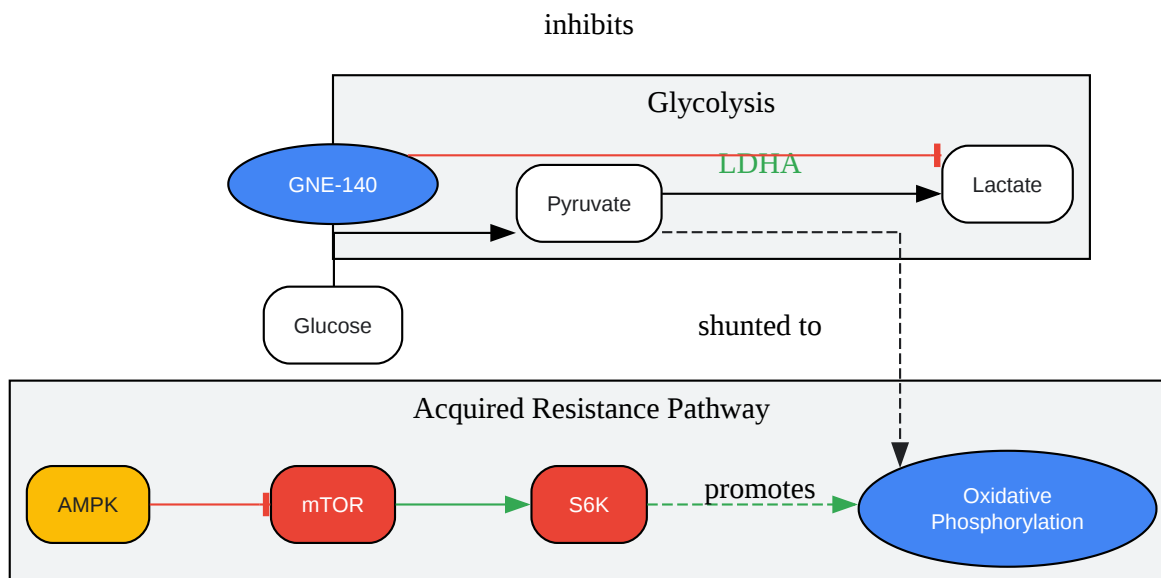 inhibits
Glycolysis
LDHA
GNE-140
Pyruvate
Lactate
Glucose
shunted to
Acquired Resistance Pathway
AMPK
mTOR
S6K
promotes
Oxidative
Phosphorylation